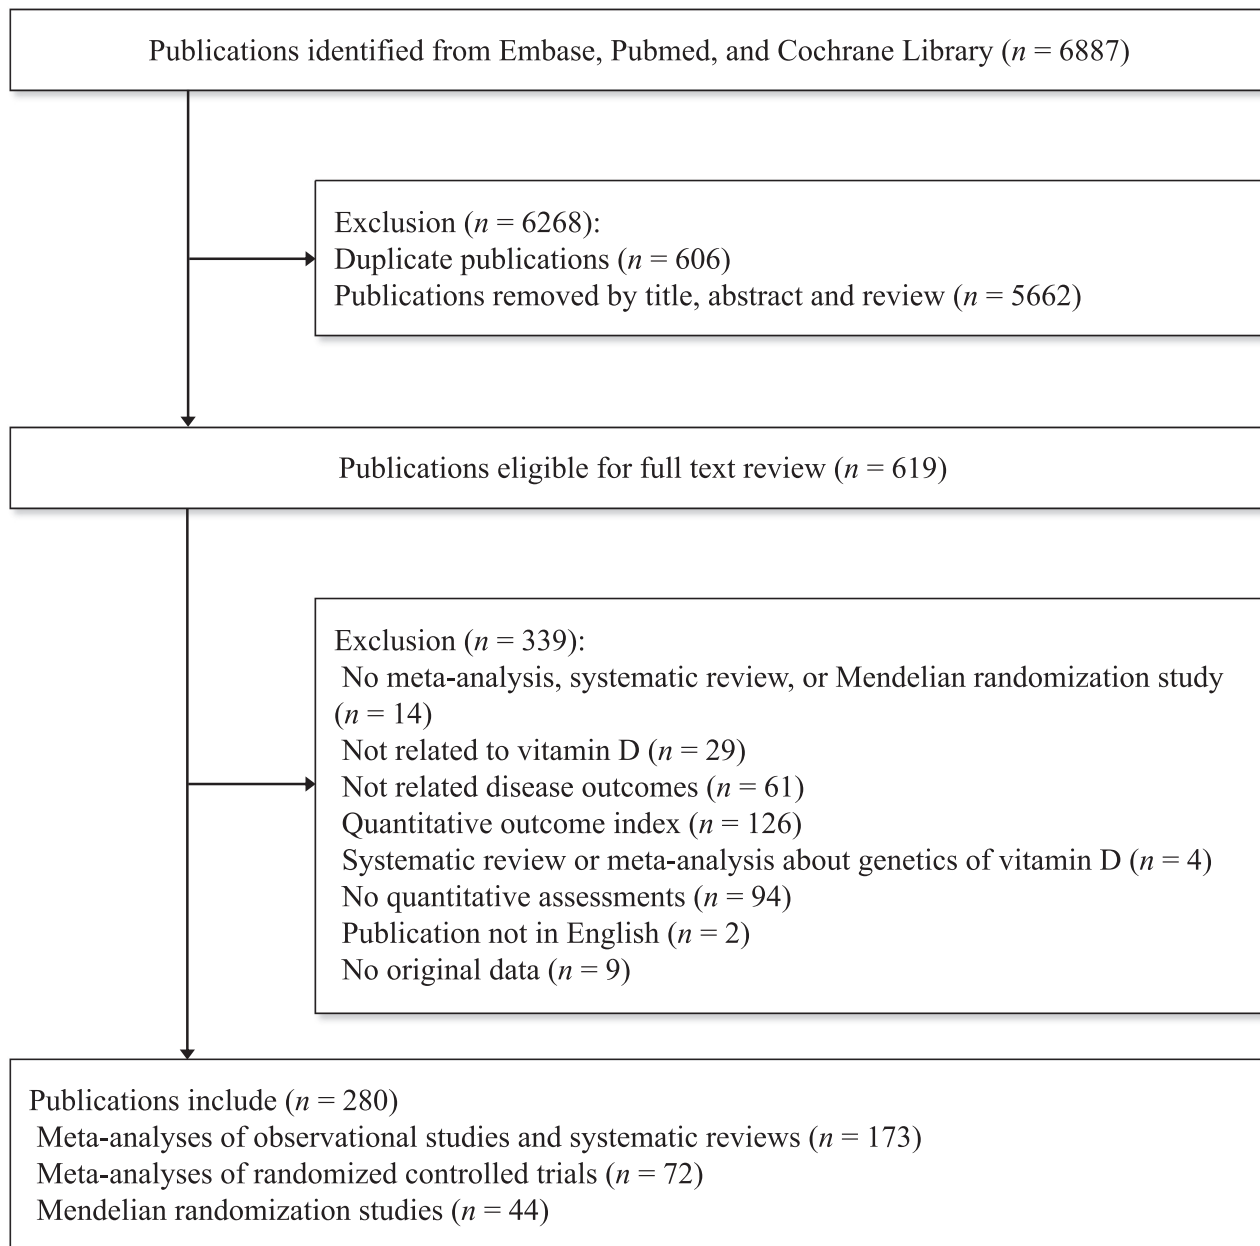 Publications identified from Embase, Pubmed, and Cochrane Library (n = 6887)
Exclusion (n = 6268):
Duplicate publications (n = 606)
Publications removed by title, abstract and review (n = 5662)
Publications eligible for full text review (n = 619)
Exclusion (n = 339):
No meta-analysis, systematic review, or Mendelian randomization study
(n = 14)
Not related to vitamin D (n = 29)
Not related disease outcomes (n = 61)
Quantitative outcome index (n = 126)
Systematic review or meta-analysis about genetics of vitamin D (n = 4)
No quantitative assessments (n = 94)
Publication not in English (n = 2)
No original data (n = 9)
Publications include (n = 280)
Meta-analyses of observational studies and systematic reviews (n = 173)
Meta-analyses of randomized controlled trials (n = 72)
Mendelian randomization studies (n = 44)